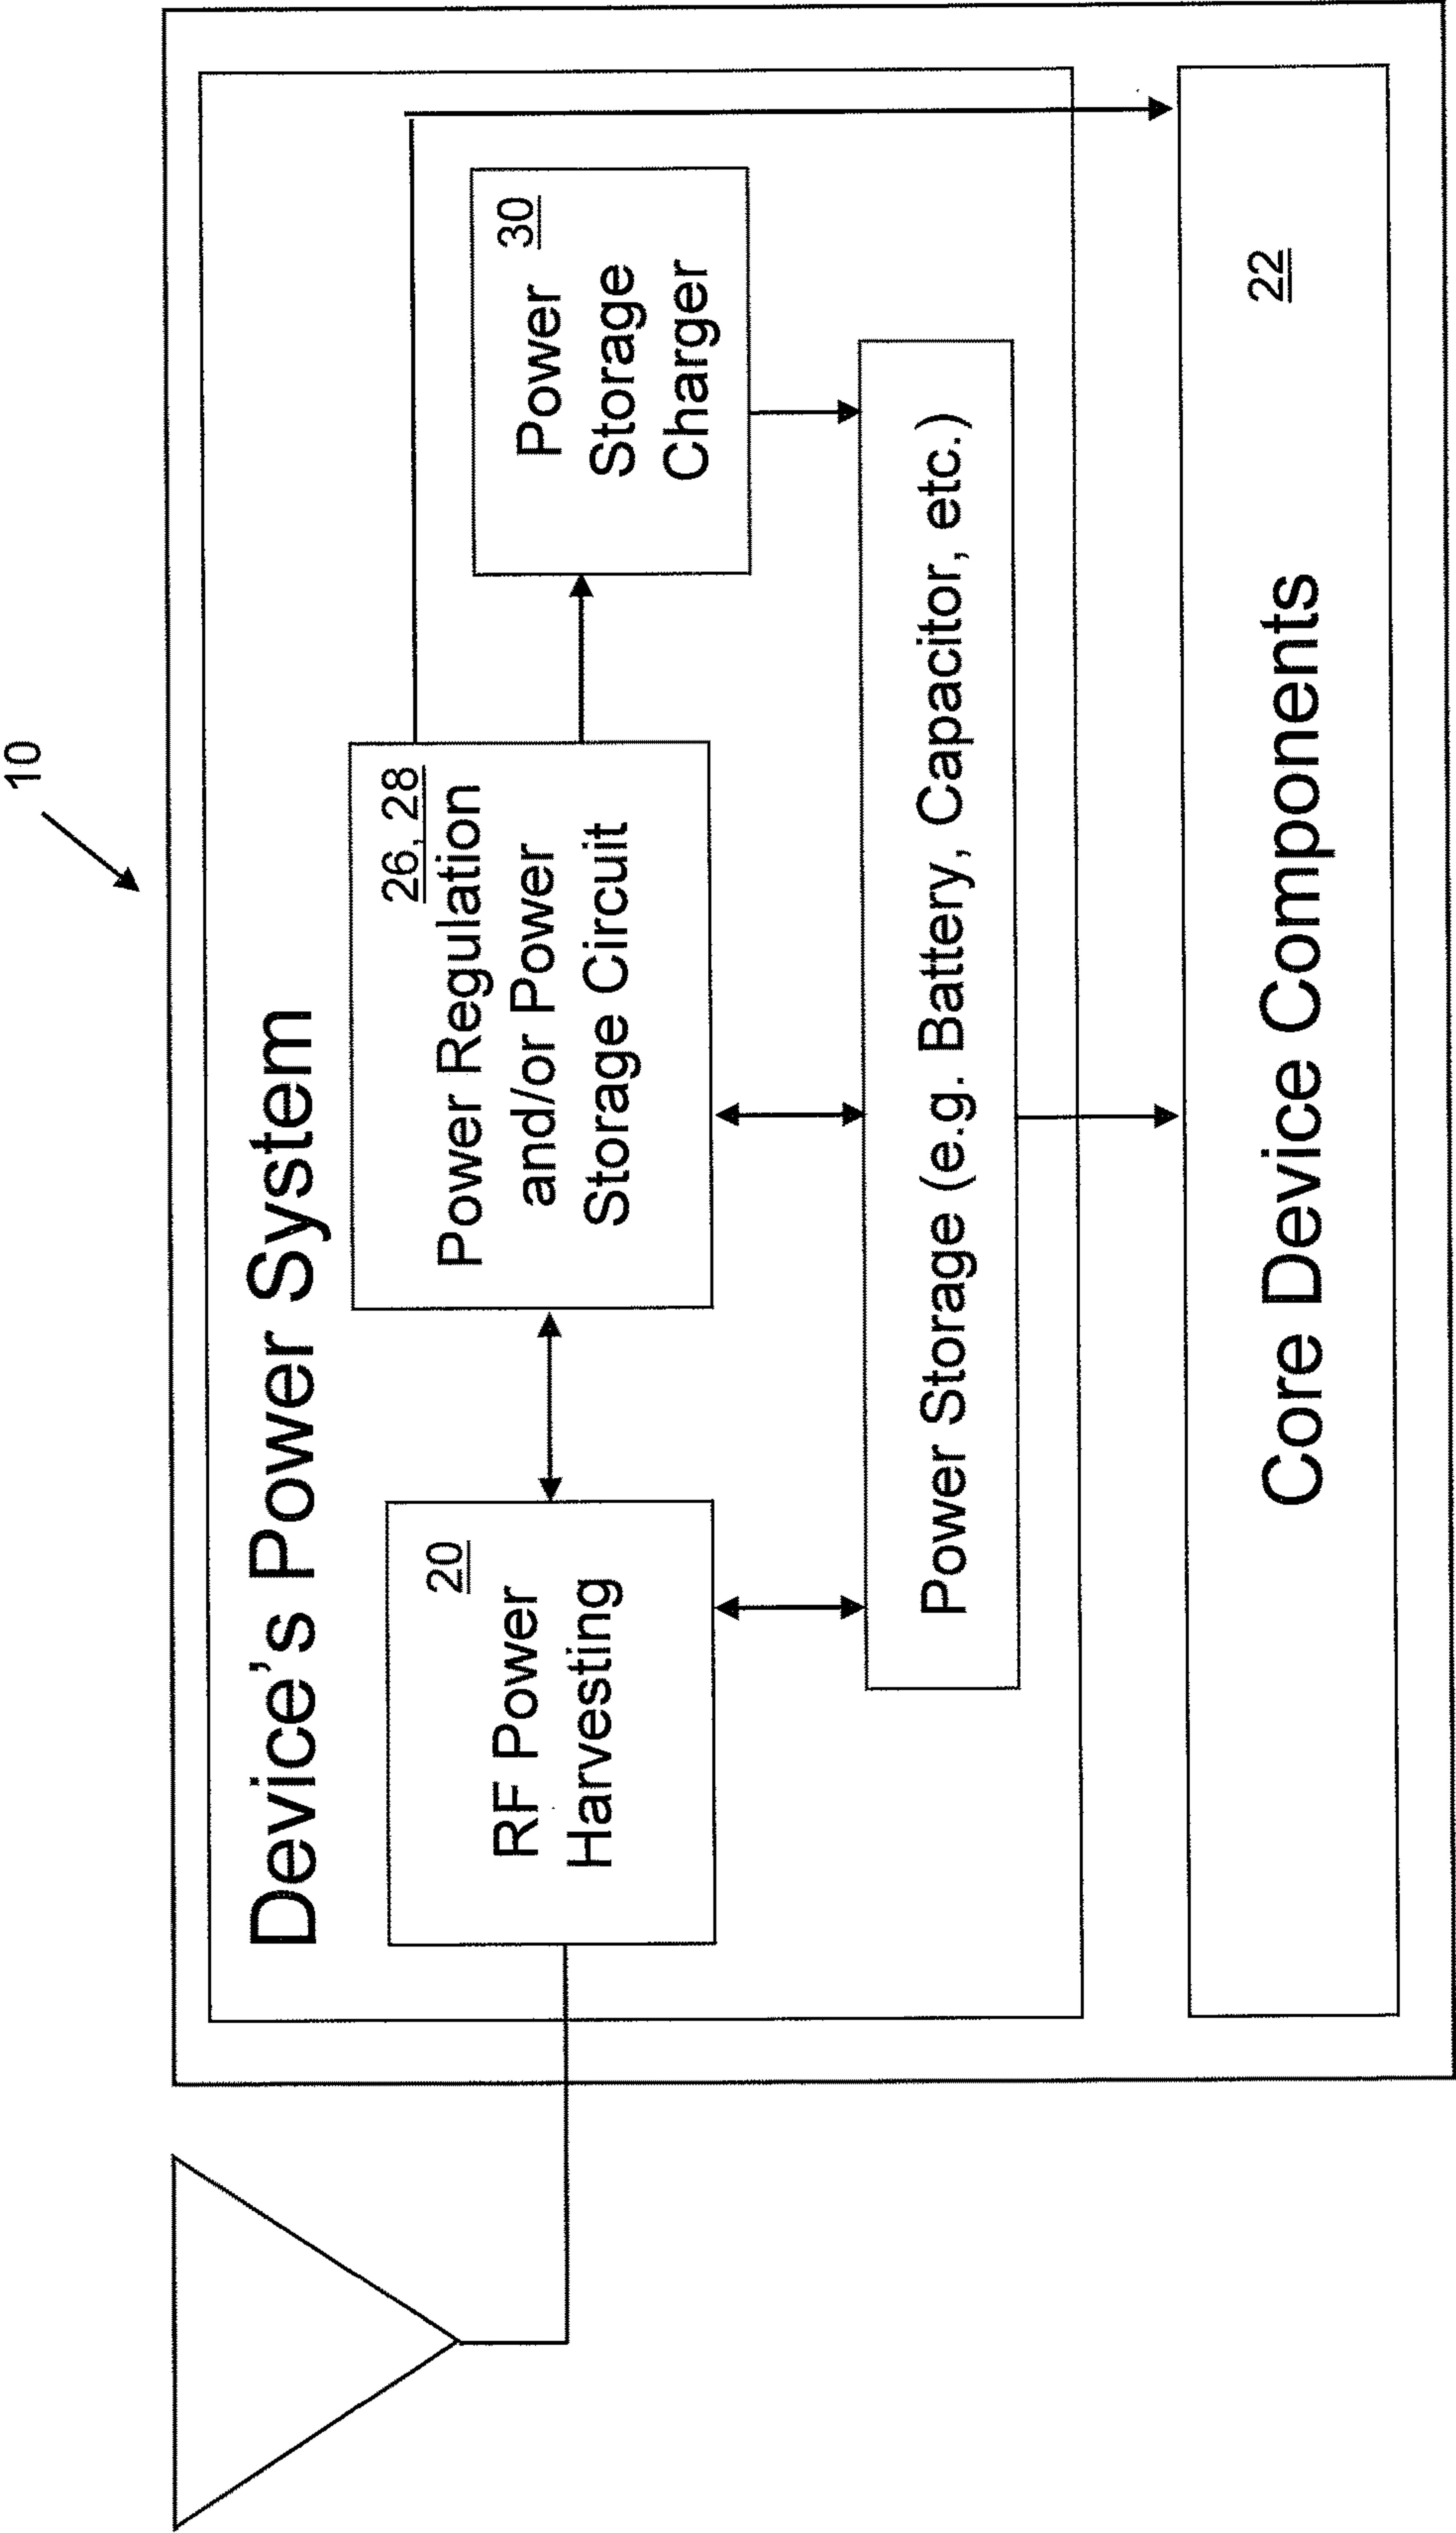 10
Device's Power System
20
RF Power
Harvesting
26, 28
Power Regulation
and/or Power
Storage Circuit
30
Power
Storage
Charger
Power Storage (e.g. Battery, Capacitor, etc.)
22
Core Device Components